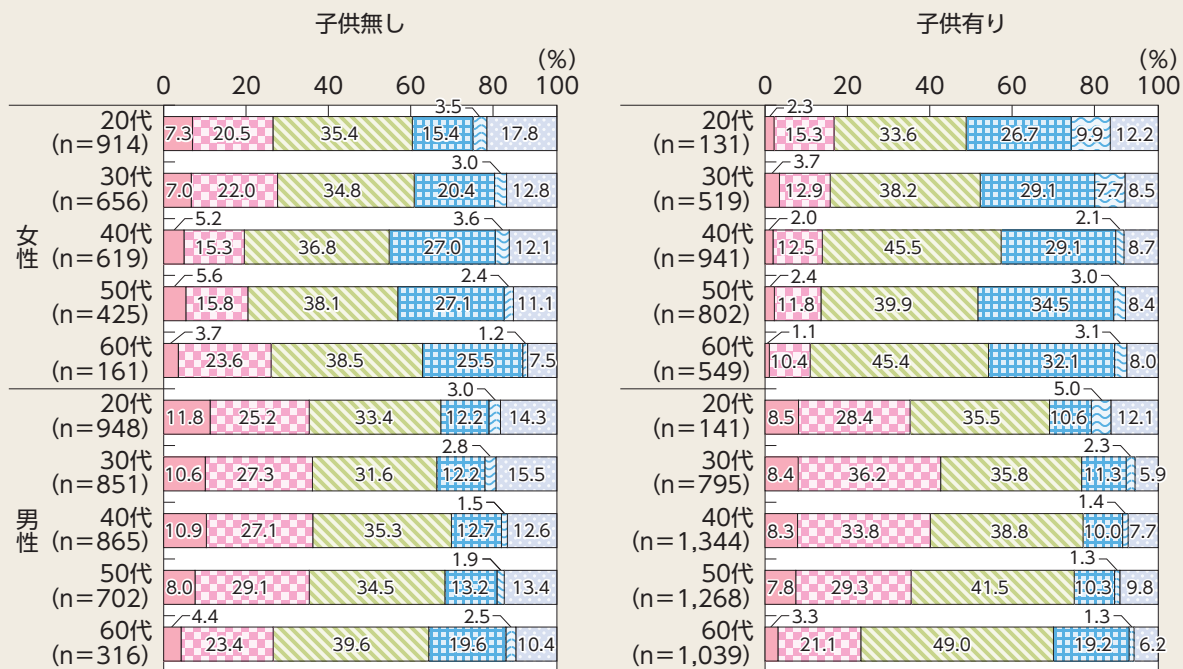 子供無し
(%)
0 20 40 60 80 100
女性
20代
(n=914)
7.3 20.5 35.4 15.4 3.5 17.8
30代
(n=656)
7.0 22.0 34.8 20.4 3.0 12.8
40代
(n=619)
5.2 15.3 36.8 27.0 3.6 12.1
50代
(n=425)
5.6 15.8 38.1 27.1 2.4 11.1
60代
(n=161)
3.7 23.6 38.5 25.5 1.2 7.5
男性
20代
(n=948)
11.8 25.2 33.4 12.2 3.0 14.3
30代
(n=851)
10.6 27.3 31.6 12.2 2.8 15.5
40代
(n=865)
10.9 27.1 35.3 12.7 1.5 12.6
50代
(n=702)
8.0 29.1 34.5 13.2 1.9 13.4
60代
(n=316)
4.4 23.4 39.6 19.6 2.5 10.4
子供有り
(%)
0 20 40 60 80 100
20代
(n=131)
2.3 15.3 33.6 26.7 9.9 12.2
30代
(n=519)
3.7 12.9 38.2 29.1 7.7 8.5
40代
(n=941)
2.0 12.5 45.5 29.1 2.1 8.7
50代
(n=802)
2.4 11.8 39.9 34.5 3.0 8.4
60代
(n=549)
1.1 10.4 45.4 32.1 3.1 8.0
20代
(n=141)
8.5 28.4 35.5 10.6 5.0 12.1
30代
(n=795)
8.4 36.2 35.8 11.3 2.3 5.9
40代
(n=1,344)
8.3 33.8 38.8 10.0 1.4 7.7
50代
(n=1,268)
7.8 29.3 41.5 10.3 1.3 9.8
60代
(n=1,039)
3.3 21.1 49.0 19.2 1.3 6.2